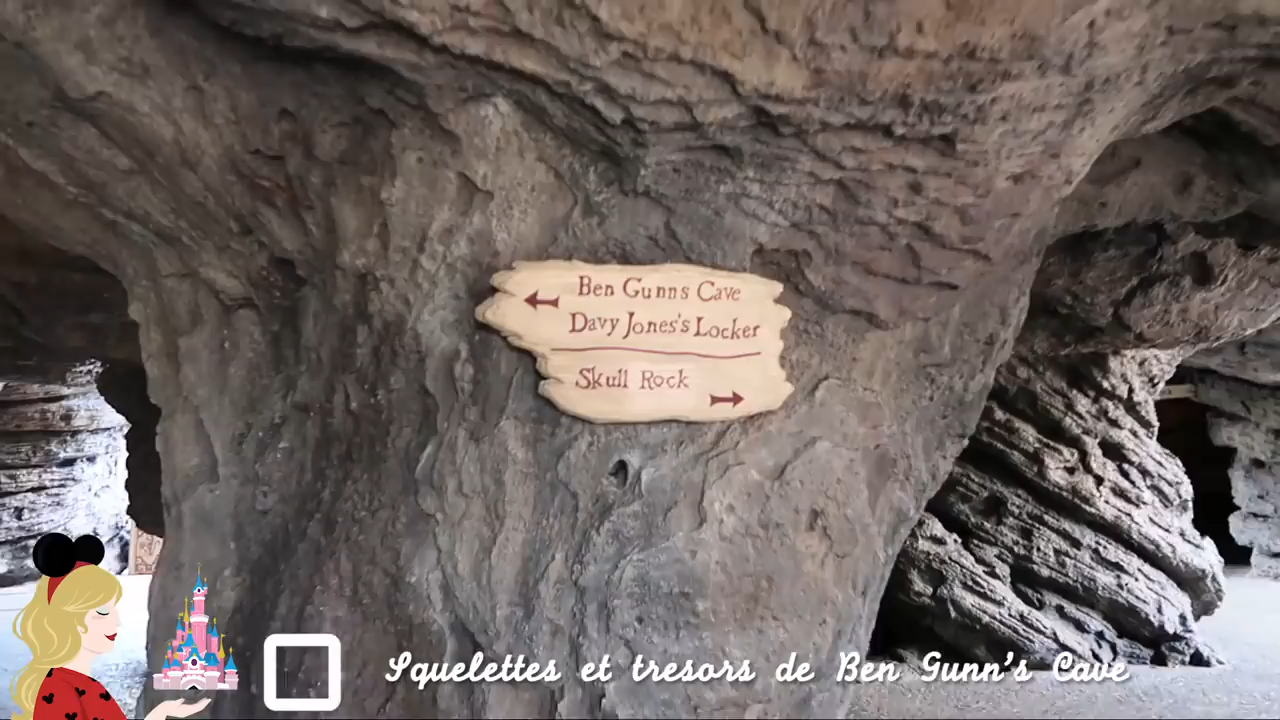 Ben Gunns Cave
Davy Jones's Locker
Skull Rock
Squelettes et tresors de Ben Gunn's Cave